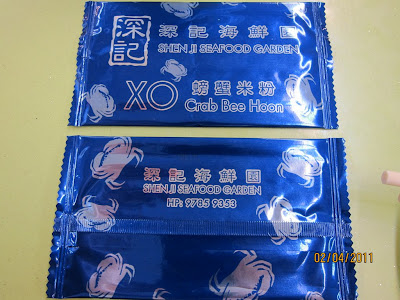 深記
深記海鮮園
SHEN JI SEAFOOD GARDEN
XO 螃蟹米粉
Crab Bee Hoon
深記海鮮園
SHEN JI SEAFOOD GARDEN
HP: 9785 9353
02/04/2011